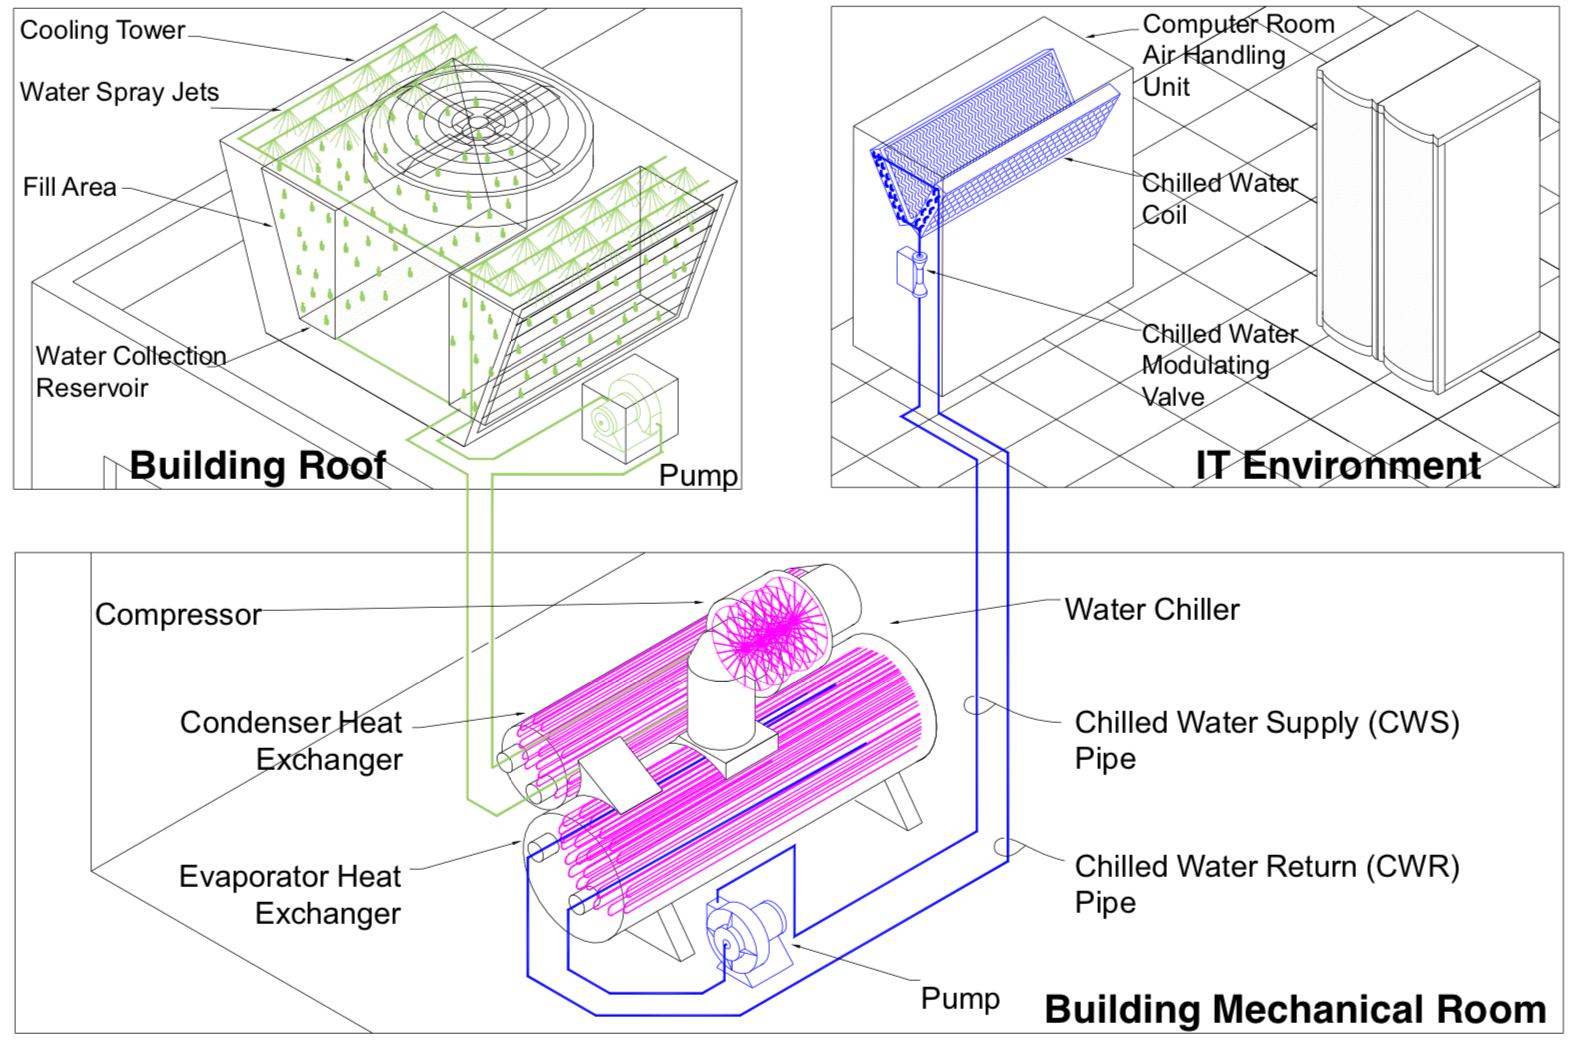 Cooling Tower
Water Spray Jets
Fill Area
Water Collection
Reservoir
Building Roof
Pump
Computer Room
Air Handling
Unit
Chilled Water
Coil
Chilled Water
Modulating
Valve
IT Environment
Compressor
Water Chiller
Condenser Heat
Exchanger
Chilled Water Supply (CWS)
Pipe
Evaporator Heat
Exchanger
Chilled Water Return (CWR)
Pipe
Pump
Building Mechanical Room